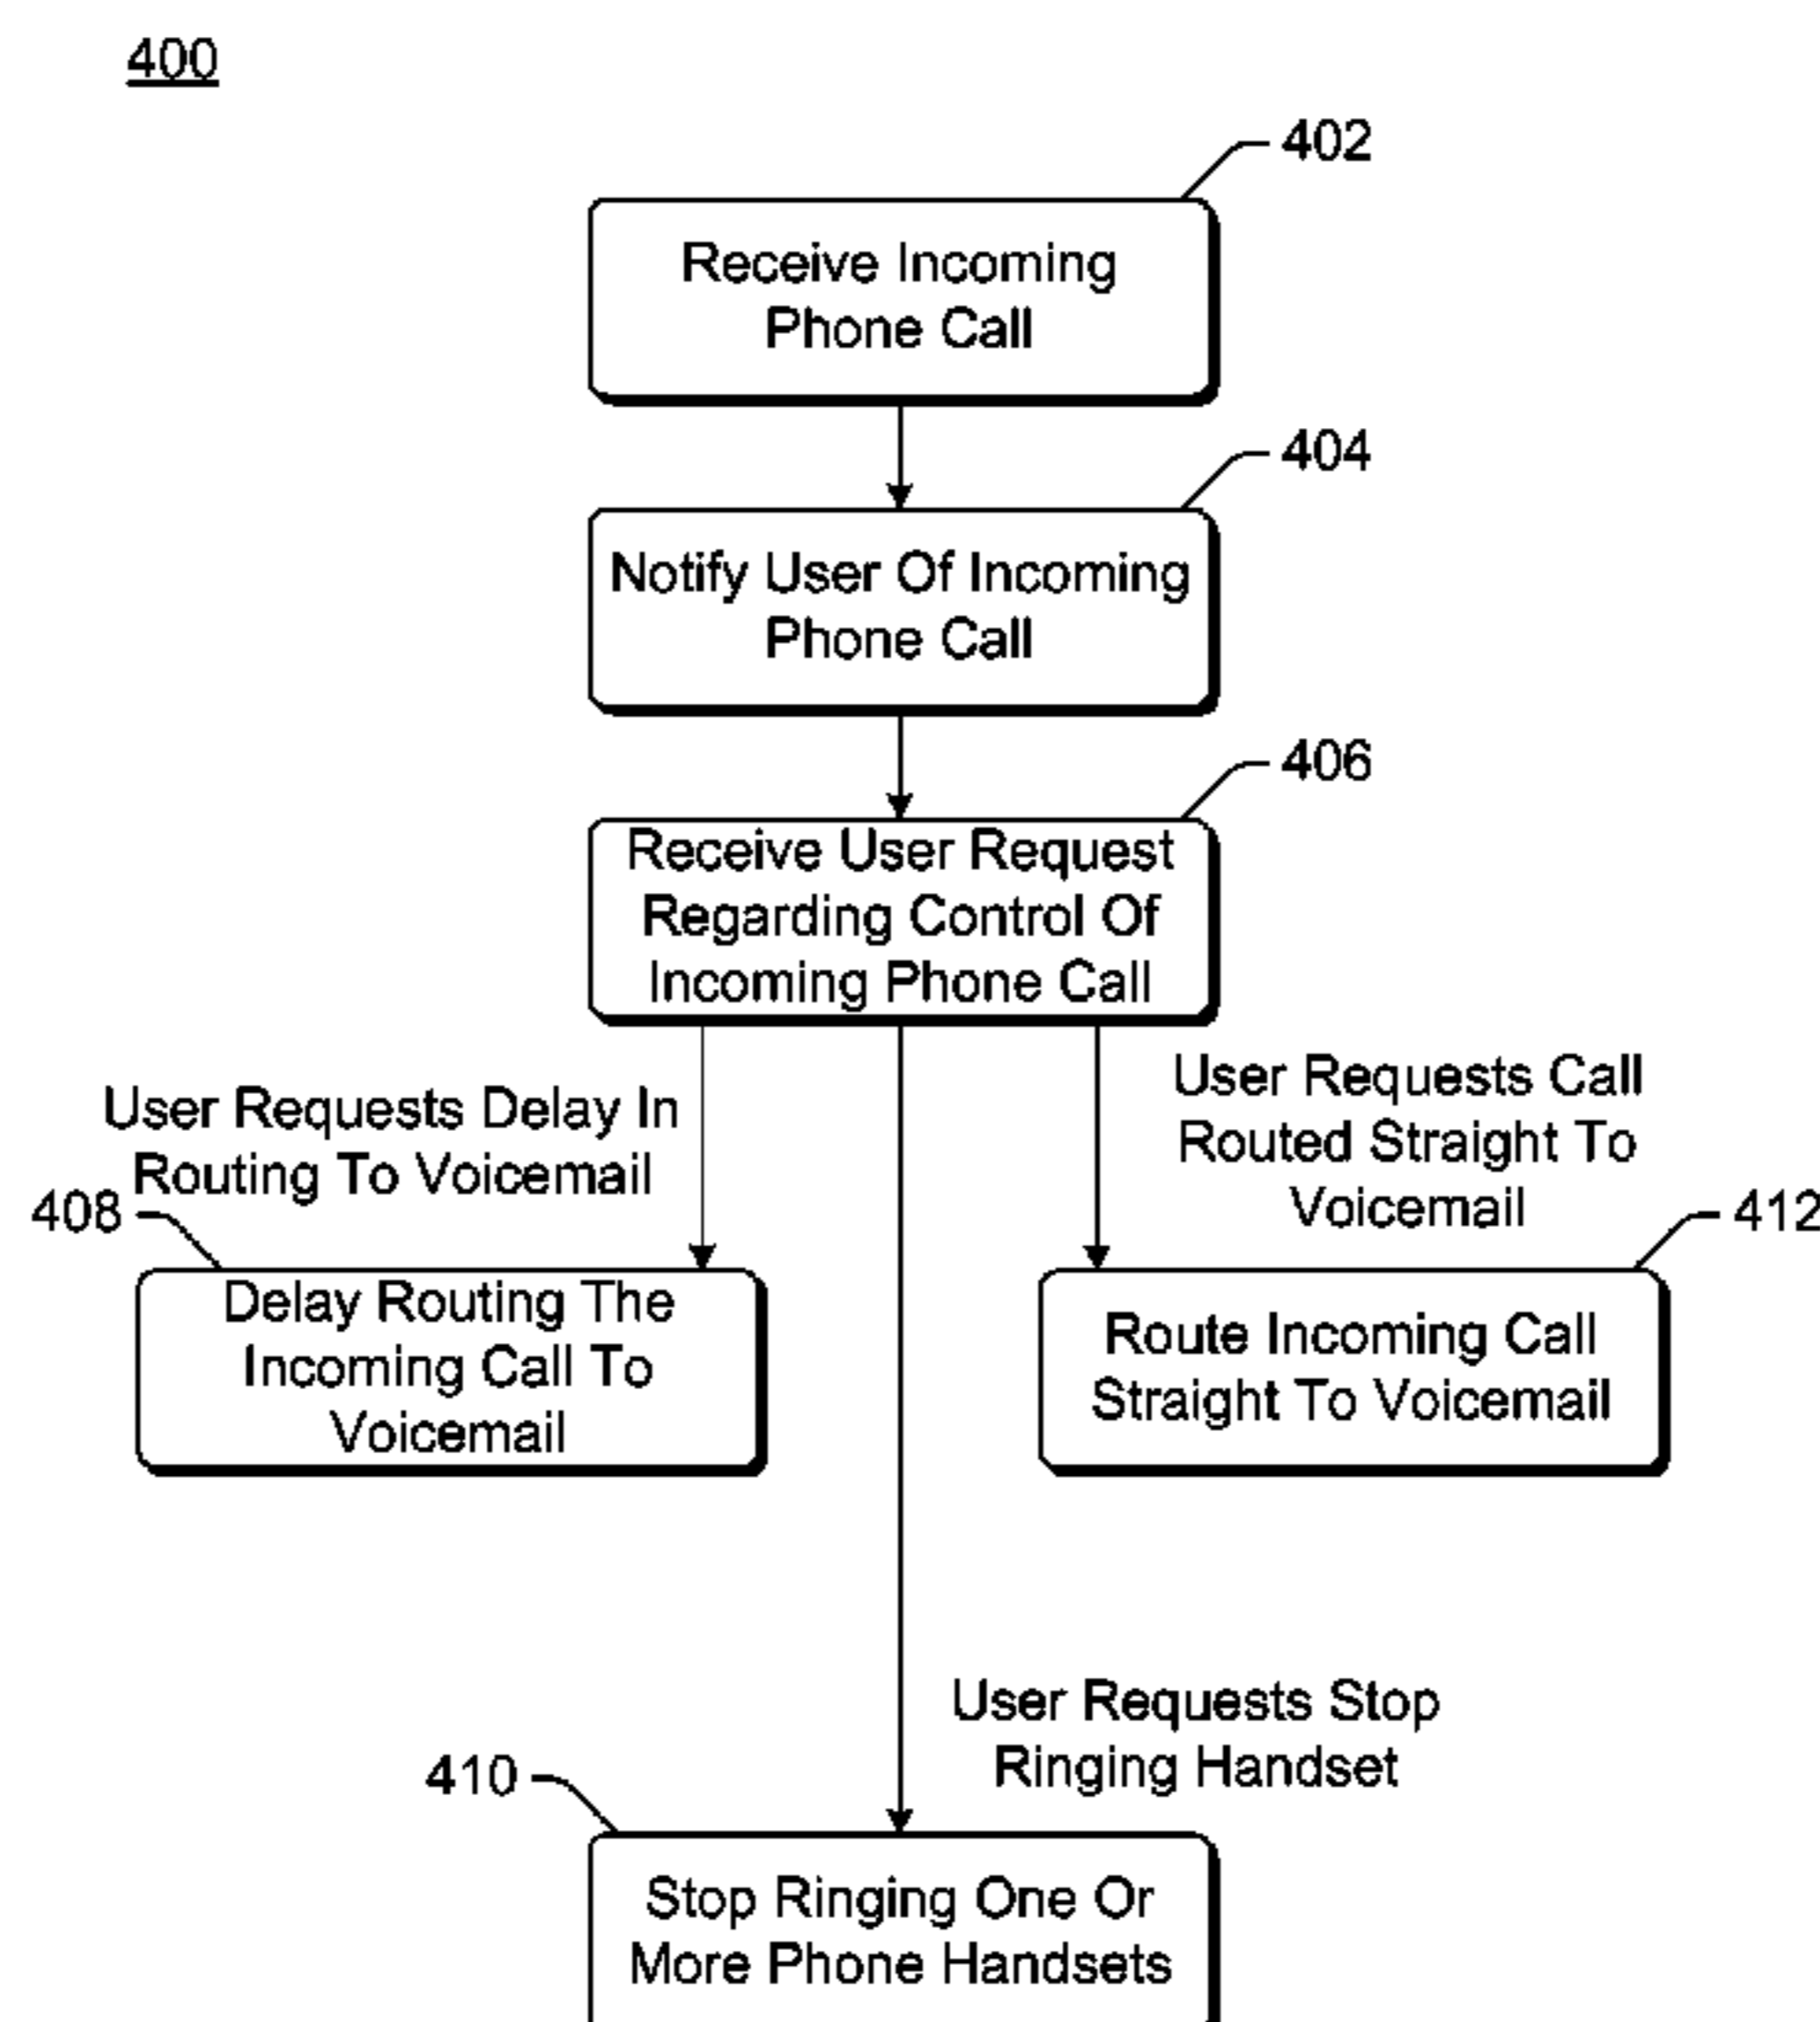 400
402
Receive Incoming
Phone Call
404
Notify User Of Incoming
Phone Call
406
Receive User Request
Regarding Control Of
Incoming Phone Call
User Requests Delay In
Routing To Voicemail
User Requests Call
Routed Straight To
Voicemail
408
412
Delay Routing The
Incoming Call To
Voicemail
Route Incoming Call
Straight To Voicemail
User Requests Stop
Ringing Handset
410
Stop Ringing One Or
More Phone Handsets